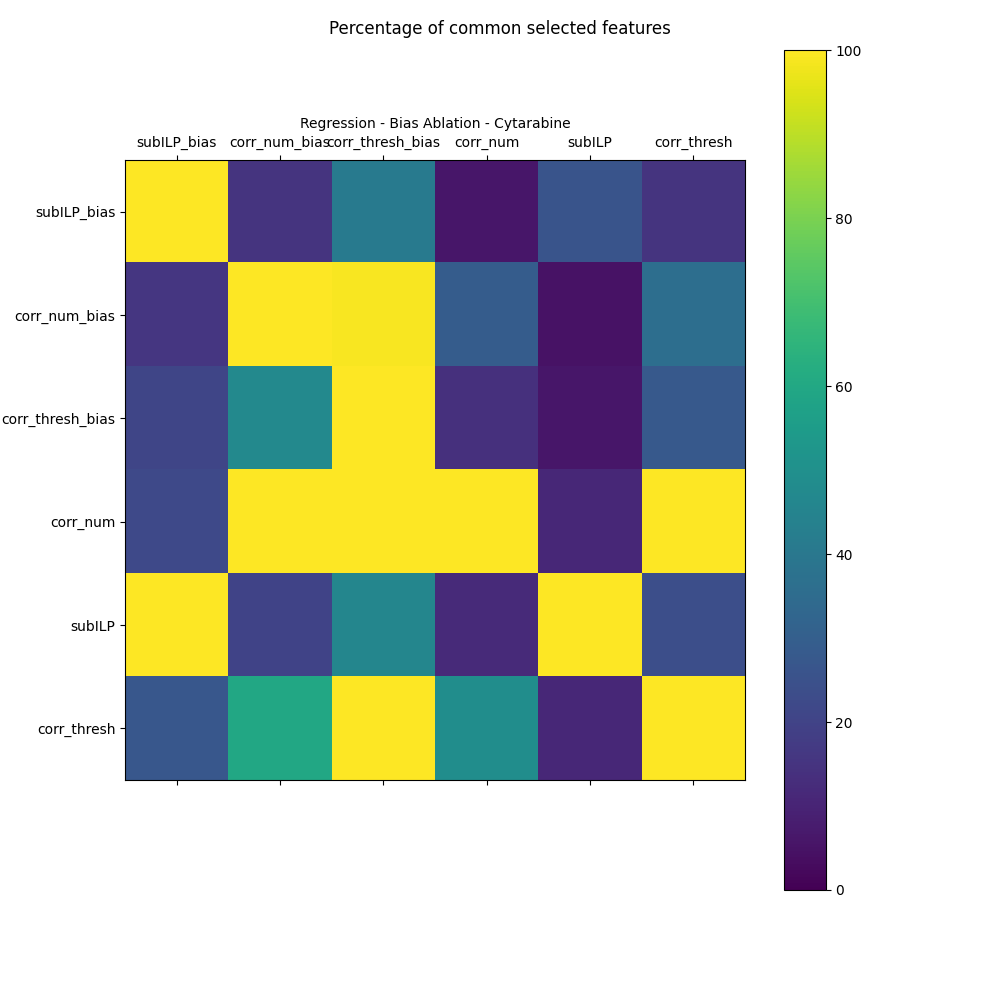 Percentage of common selected features
Regression - Bias Ablation - Cytarabine
subILP_bias corr_num_bias corr_thresh_bias corr_num subILP corr_thresh
subILP_bias
corr_num_bias
corr_thresh_bias
corr_num
subILP
corr_thresh
100
80
60
40
20
0